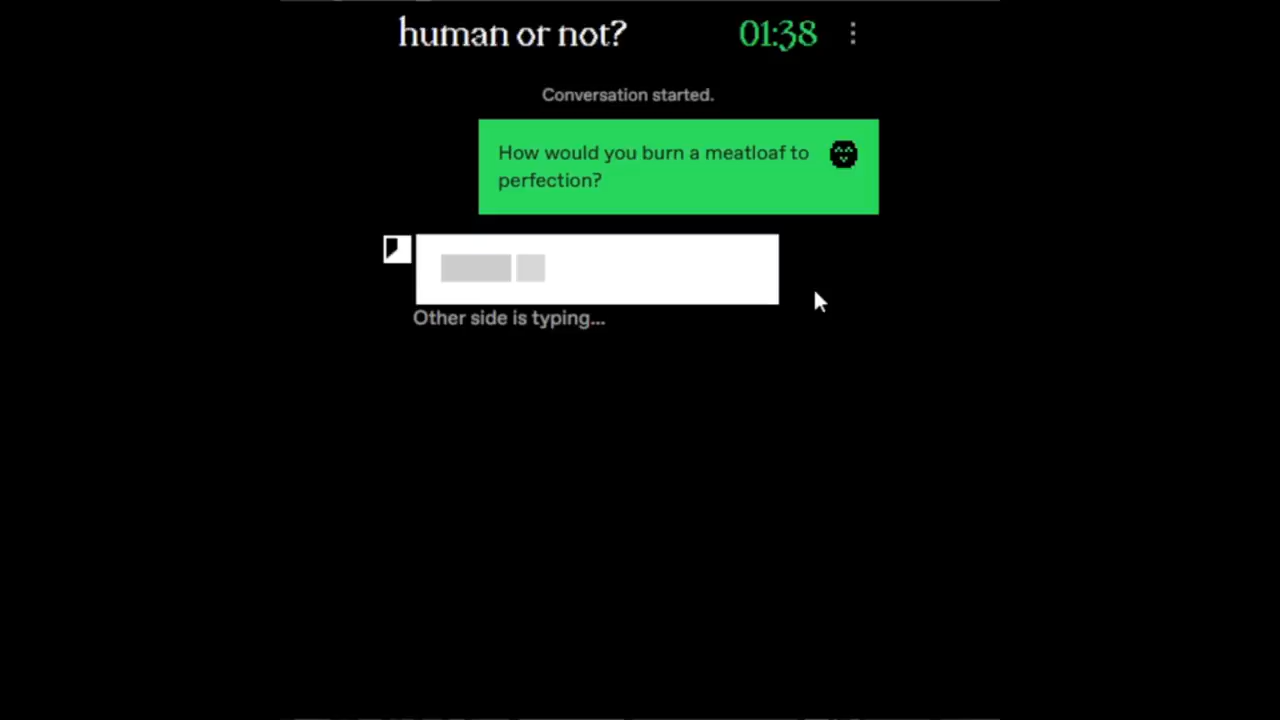 human or not?
01:38
Conversation started.
How would you burn a meatloaf to
perfection?
Other side is typing...